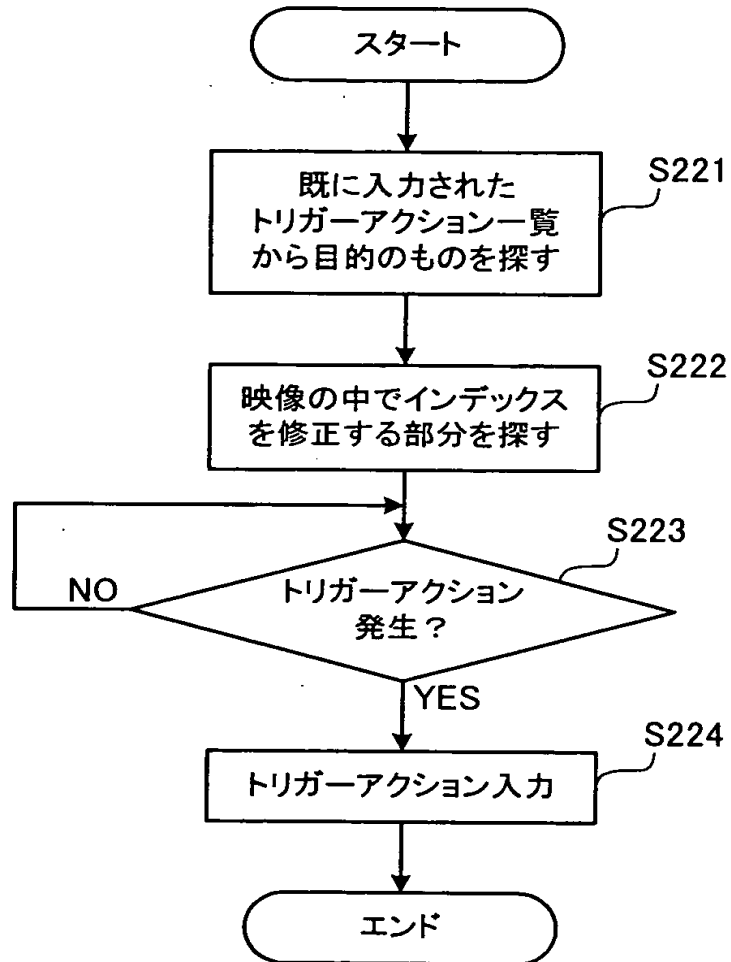 スタート
S221
既に入力された
トリガーアクション一覧
から目的のものを探す
S222
映像の中でインデックス
を修正する部分を探す
S223
NO
トリガーアクション
発生?
YES
S224
トリガーアクション入力
エンド